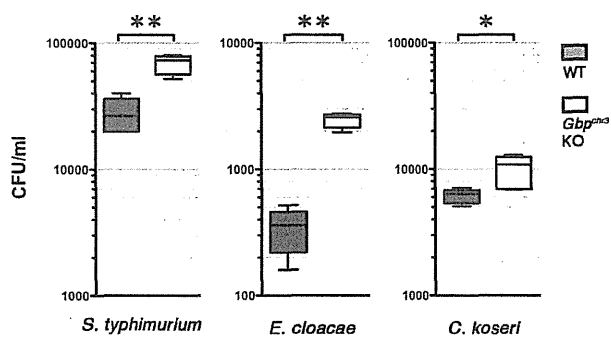 ** ** *
100000 10000 100000
WT
Gbp^chr3
KO
CFU/ml
10000 1000 10000
1000 100 1000
S. typhimurium E. cloacae C. koseri